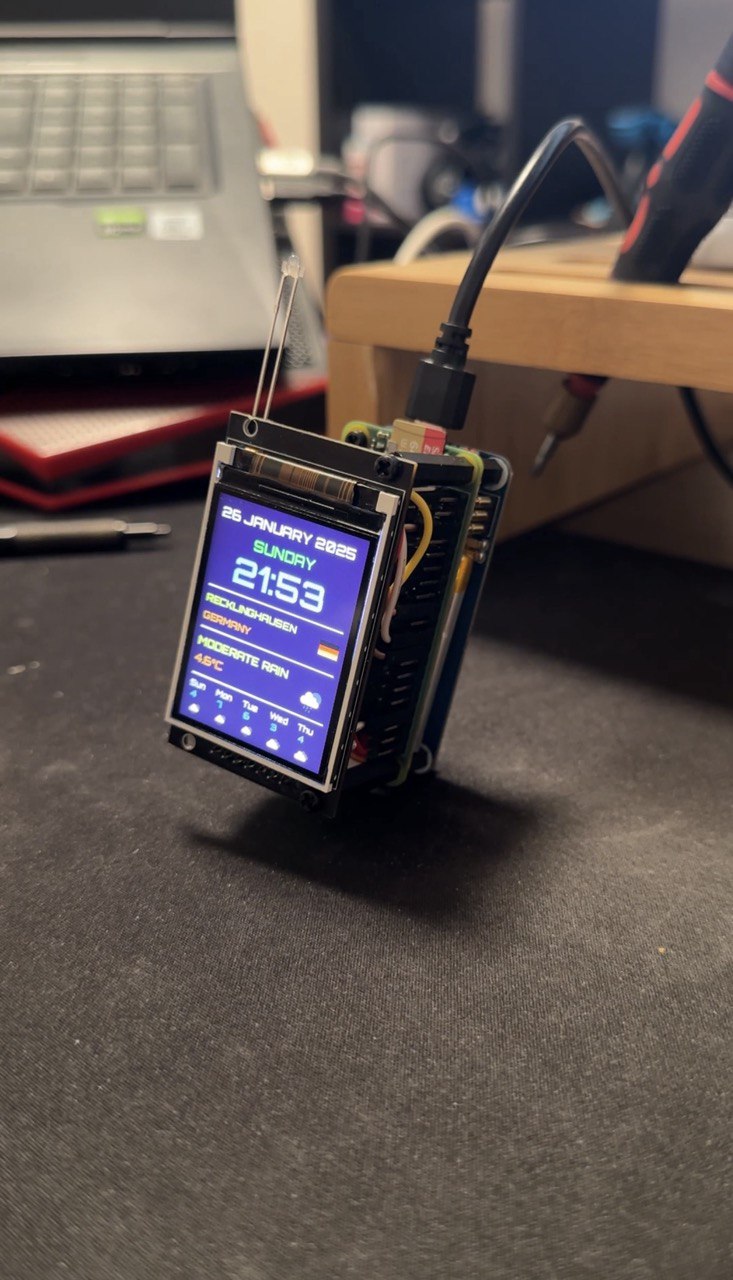 26 JANUARY 2025
SUNDAY
21:53
RECKLINGHAUSEN
GERMANY
MODERATE RAIN
4.6°C
Sun Mon Tue Wed Thu
4 7 6 3 4